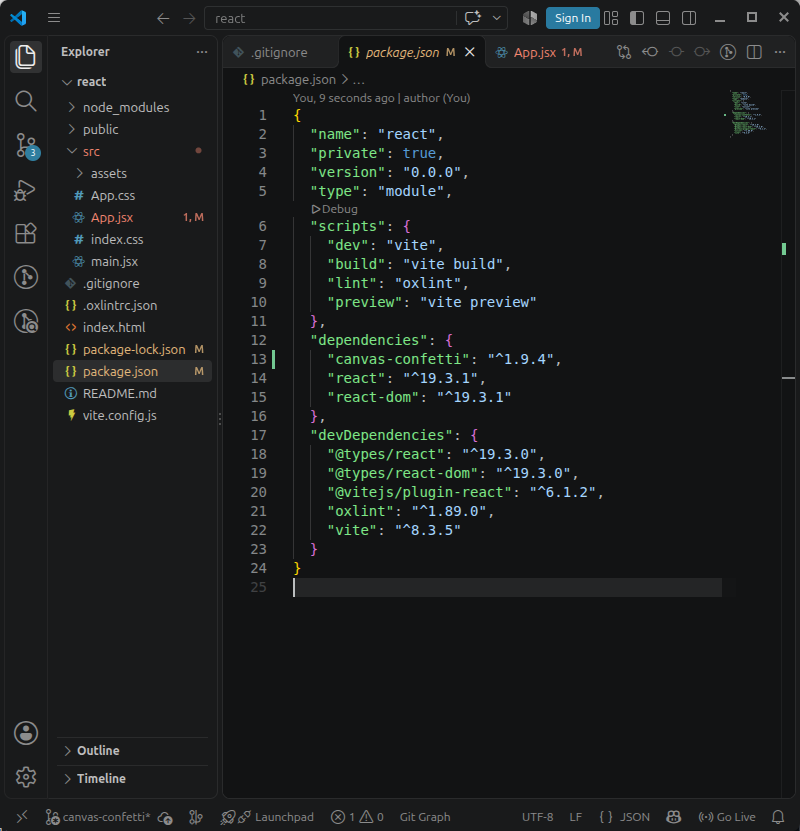 react
Sign In
Explorer
react
node_modules
public
src
assets
# App.css
App.jsx 1, M
# index.css
main.jsx
.gitignore
{} .oxlintrc.json
<> index.html
{} package-lock.json M
{} package.json M
README.md
vite.config.js
Outline
Timeline
3
.gitignore
{} package.json M
App.jsx 1, M
{} package.json > ...
You, 9 seconds ago | author (You)
1 {
2 "name": "react",
3 "private": true,
4 "version": "0.0.0",
5 "type": "module",
Debug
6 "scripts": {
7 "dev": "vite",
8 "build": "vite build",
9 "lint": "oxlint",
10 "preview": "vite preview"
11 },
12 "dependencies": {
13 "canvas-confetti": "^1.9.4",
14 "react": "^19.3.1",
15 "react-dom": "^19.3.1"
16 },
17 "devDependencies": {
18 "@types/react": "^19.3.0",
19 "@types/react-dom": "^19.3.0",
20 "@vitejs/plugin-react": "^6.1.2",
21 "oxlint": "^1.89.0",
22 "vite": "^8.3.5"
23 }
24 }
25
canvas-confetti* Launchpad 1 0 Git Graph UTF-8 LF {} JSON Go Live